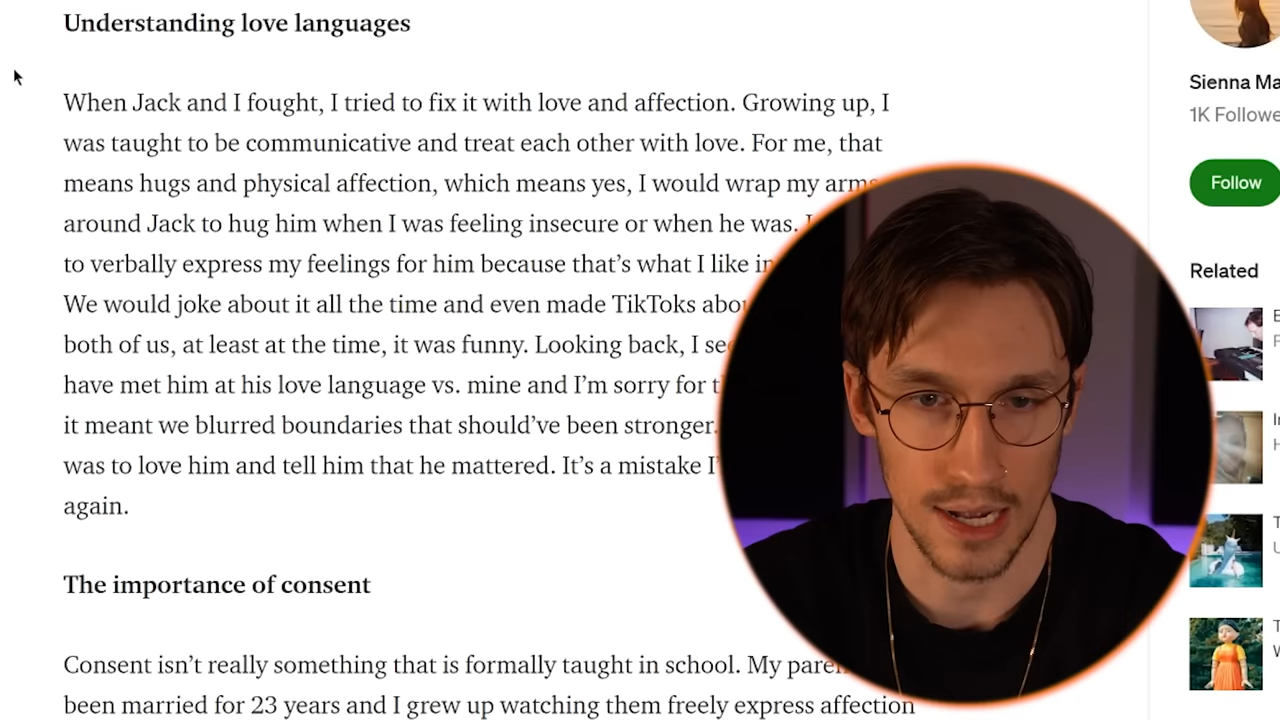 Understanding love languages
When Jack and I fought, I tried to fix it with love and affection. Growing up, I
was taught to be communicative and treat each other with love. For me, that
means hugs and physical affection, which means yes, I would wrap my arms
around Jack to hug him when I was feeling insecure or when he was.
to verbally express my feelings for him because that’s what I like
We would joke about it all the time and even made TikToks
both of us, at least at the time, it was funny. Looking back, I
have met him at his love language vs. mine and I’m sorry for
it meant we blurred boundaries that should’ve been stronger.
was to love him and tell him that he mattered. It’s a mistake
again.
The importance of consent
Consent isn’t really something that is formally taught in school. My
been married for 23 years and I grew up watching them freely express affection
Sienna
1K
Follow
Related